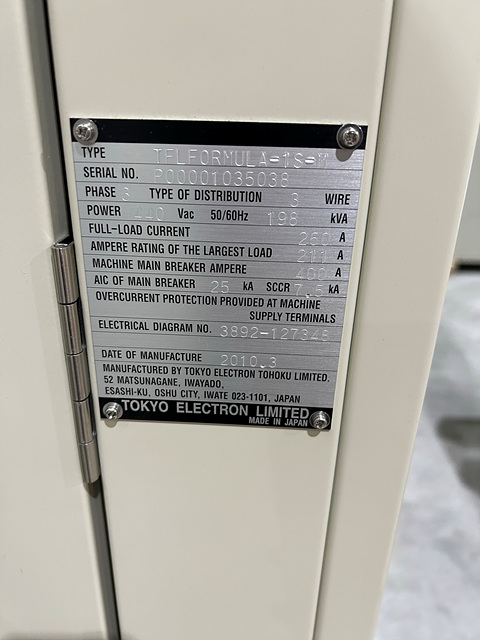 TYPE TELFORMULA-1S-
SERIAL NO. P00001035038
PHASE 3 TYPE OF DISTRIBUTION 3 WIRE
POWER 440 Vac 50/60Hz 198 kVA
FULL-LOAD CURRENT 260 A
AMPERE RATING OF THE LARGEST LOAD 211 A
MACHINE MAIN BREAKER AMPERE 400 A
AIC OF MAIN BREAKER 25 kA SCCR 7.5 kA
OVERCURRENT PROTECTION PROVIDED AT MACHINE
SUPPLY TERMINALS
ELECTRICAL DIAGRAM NO. 3892-127348
DATE OF MANUFACTURE 2010.3
MANUFACTURED BY TOKYO ELECTRON TOHOKU LIMITED.
52 MATSUNAGANE, IWAYADO,
ESASHI-KU, OSHU CITY, IWATE 023-1101, JAPAN
TOKYO ELECTRON LIMITED
MADE IN JAPAN